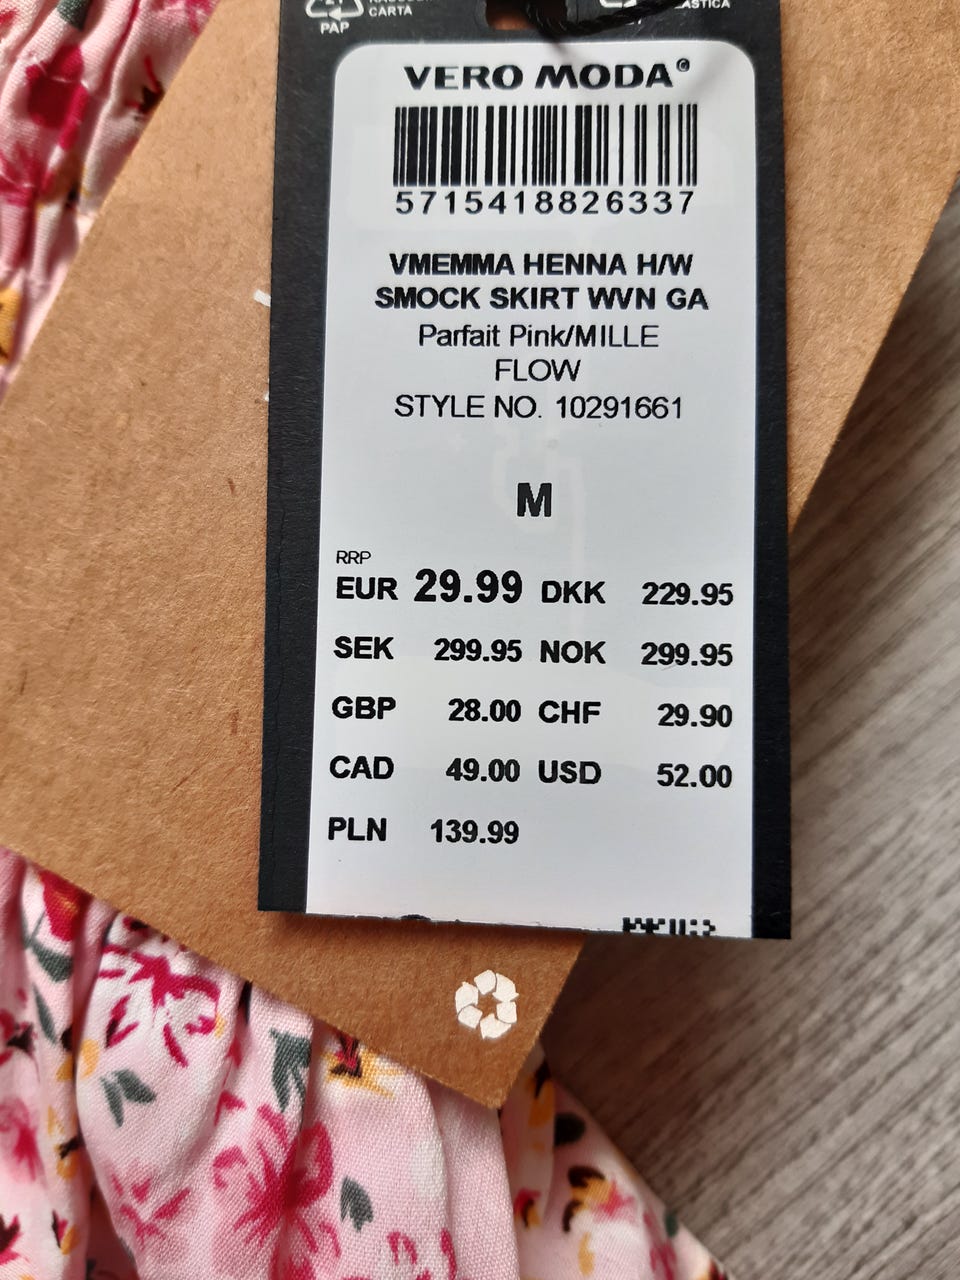 CARTA
PAP
VERO MODA®
5715418826337
VMEMMA HENNA H/W
SMOCK SKIRT WVN GA
Parfait Pink/MILLE
FLOW
STYLE NO. 10291661
M
RRP
EUR 29.99 DKK 229.95
SEK 299.95 NOK 299.95
GBP 28.00 CHF 29.90
CAD 49.00 USD 52.00
PLN 139.99